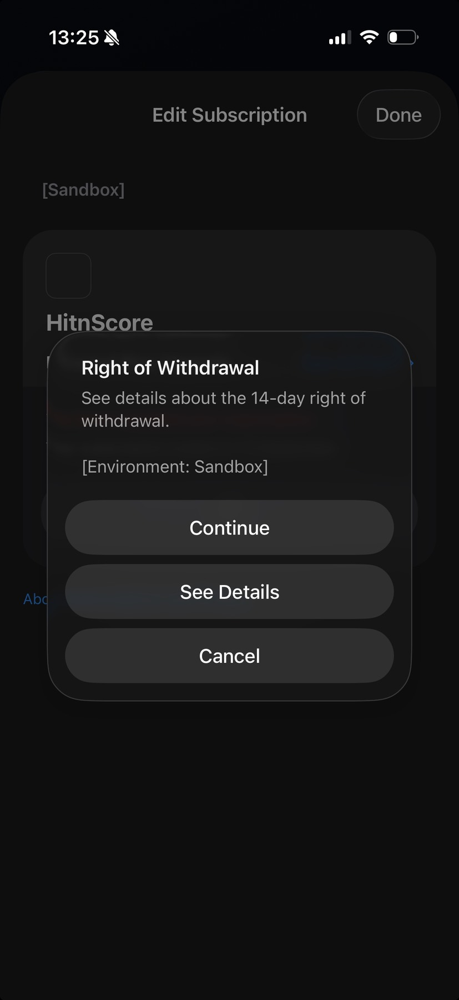 13:25
Edit Subscription
Done
[Sandbox]
HitnScore
Right of Withdrawal
See details about the 14-day right of
withdrawal.
[Environment: Sandbox]
Continue
See Details
Cancel